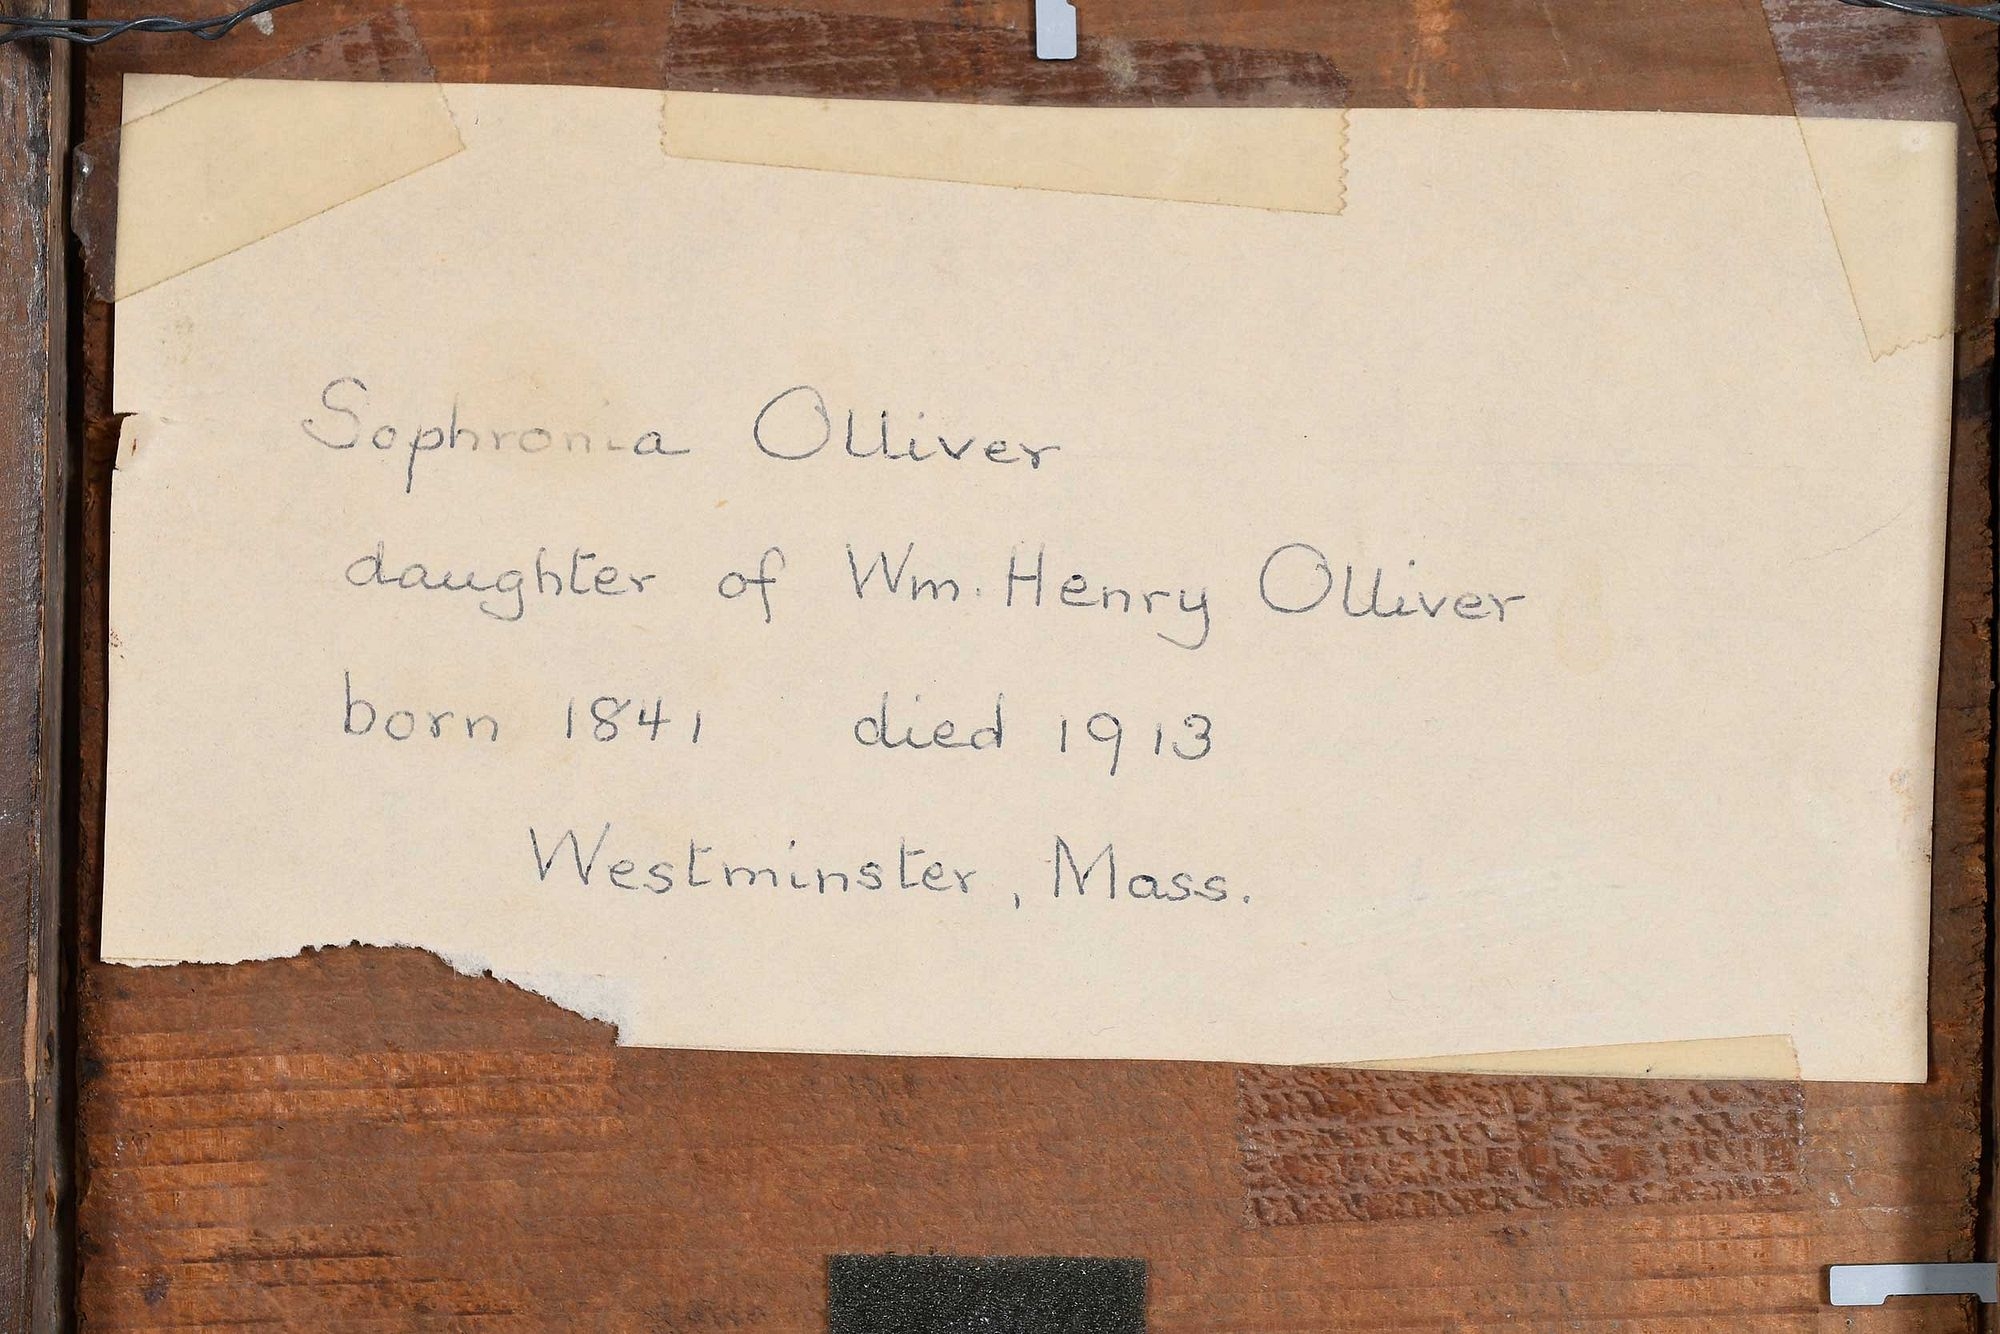 Sophronia Olliver
daughter of Wm. Henry Olliver
born 1841 died 1913
Westminster, Mass.